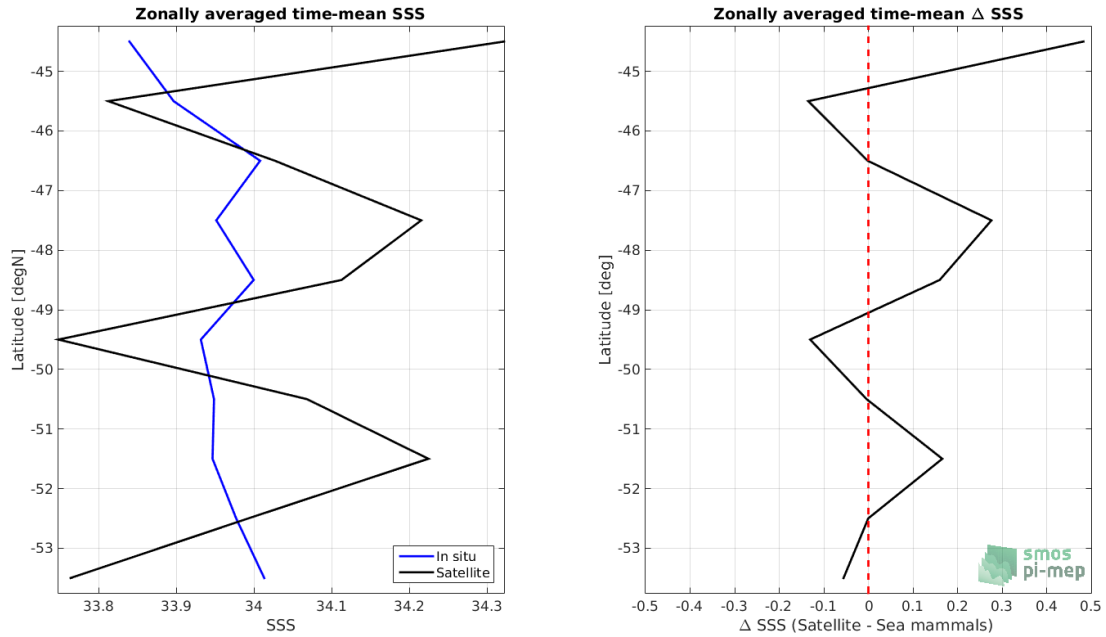 Zonally averaged time-mean SSS
-45
-46
-47
-48
-49
-50
-51
-52
-53
Latitude [degN]
In situ
Satellite
33.8 33.9 34 34.1 34.2 34.3
SSS
Zonally averaged time-mean Δ SSS
-45
-46
-47
-48
-49
-50
-51
-52
-53
Latitude [deg]
smos
pi-mep
-0.5 -0.4 -0.3 -0.2 -0.1 0 0.1 0.2 0.3 0.4 0.5
Δ SSS (Satellite - Sea mammals)